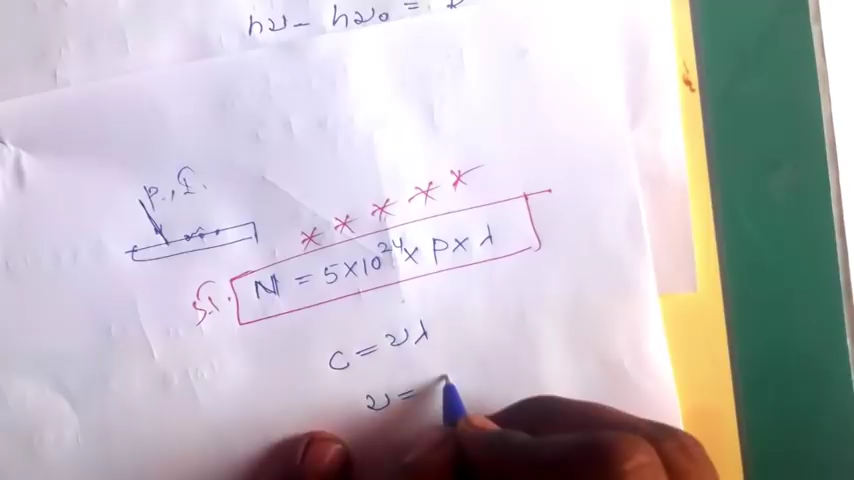 hν - hν₀ =
P, I.
* * * * *
S.I. N = 5×10²⁴× P×λ
C = νλ
ν =